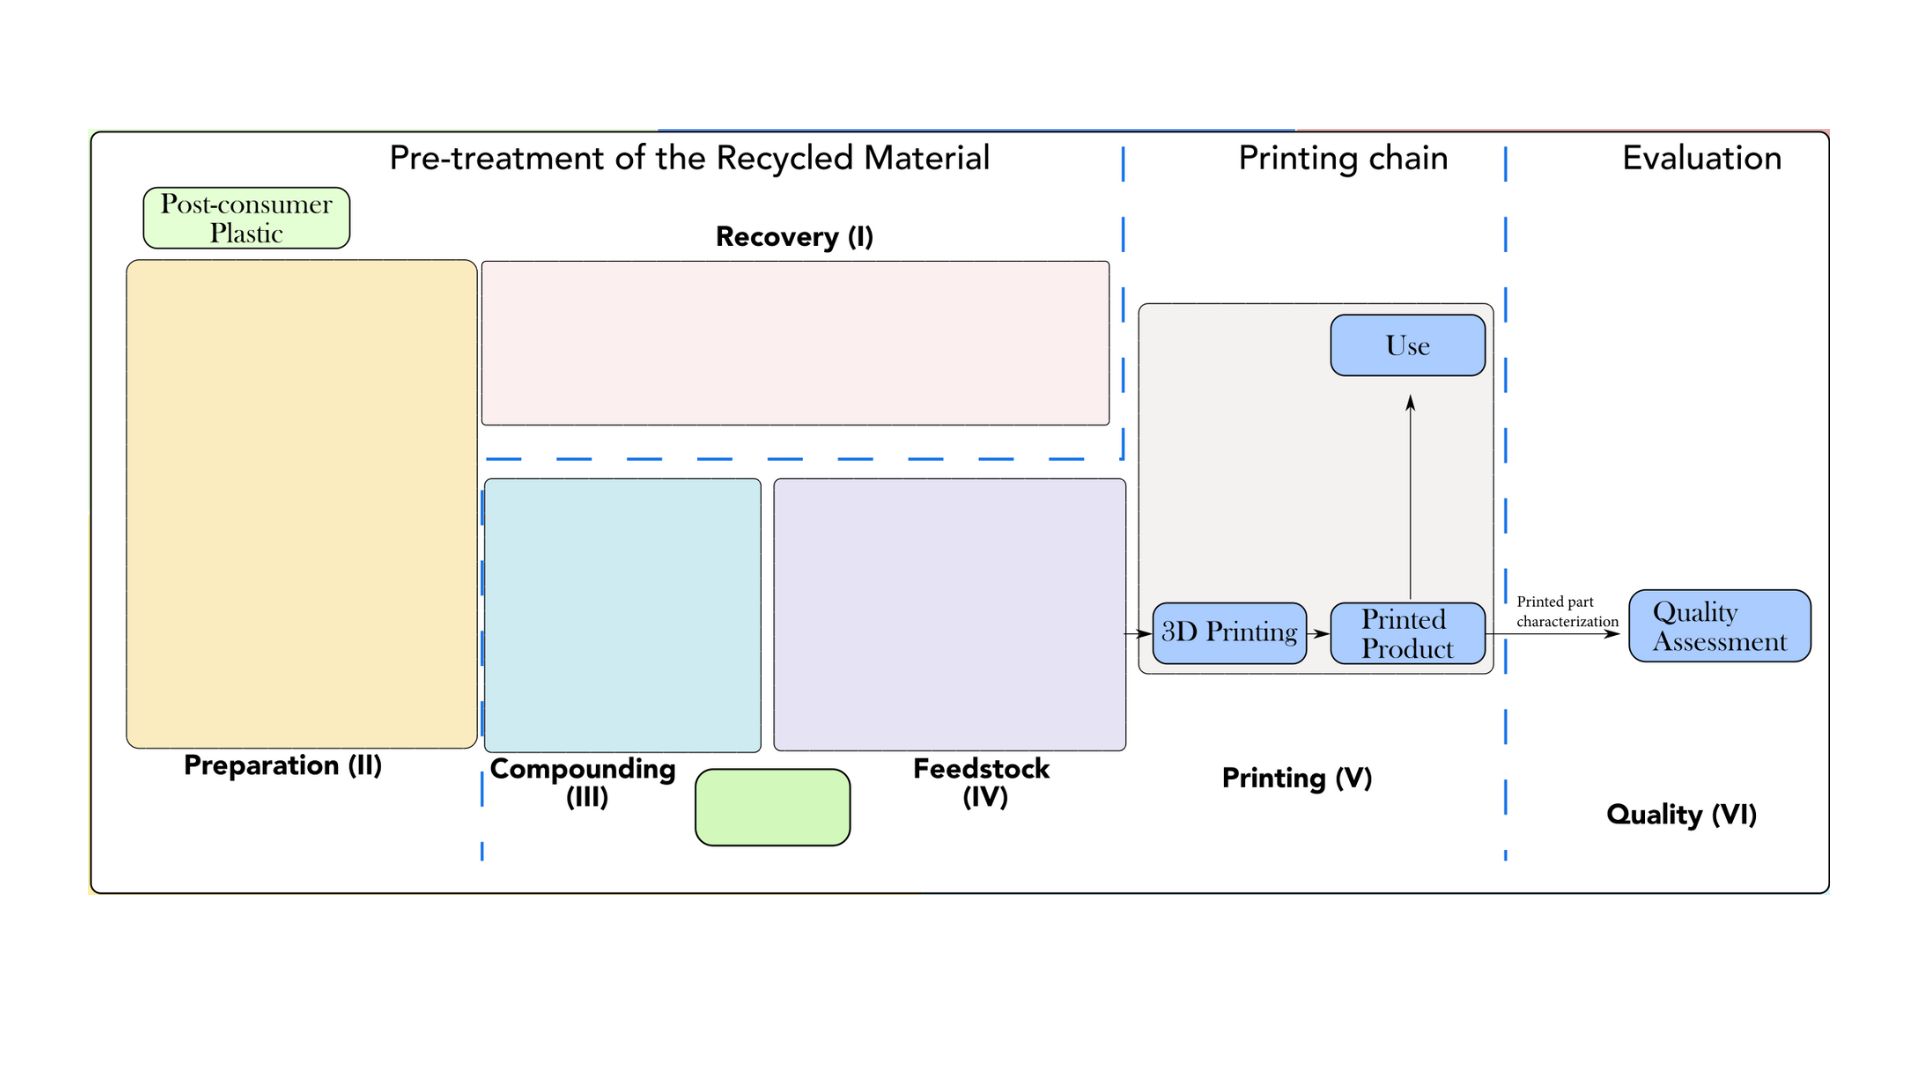 Pre-treatment of the Recycled Material
Printing chain
Evaluation
Post-consumer
Plastic
Recovery (I)
Use
Printed part
characterization
3D Printing
Printed
Product
Quality
Assessment
Preparation (II)
Compounding
(III)
Feedstock
(IV)
Printing (V)
Quality (VI)